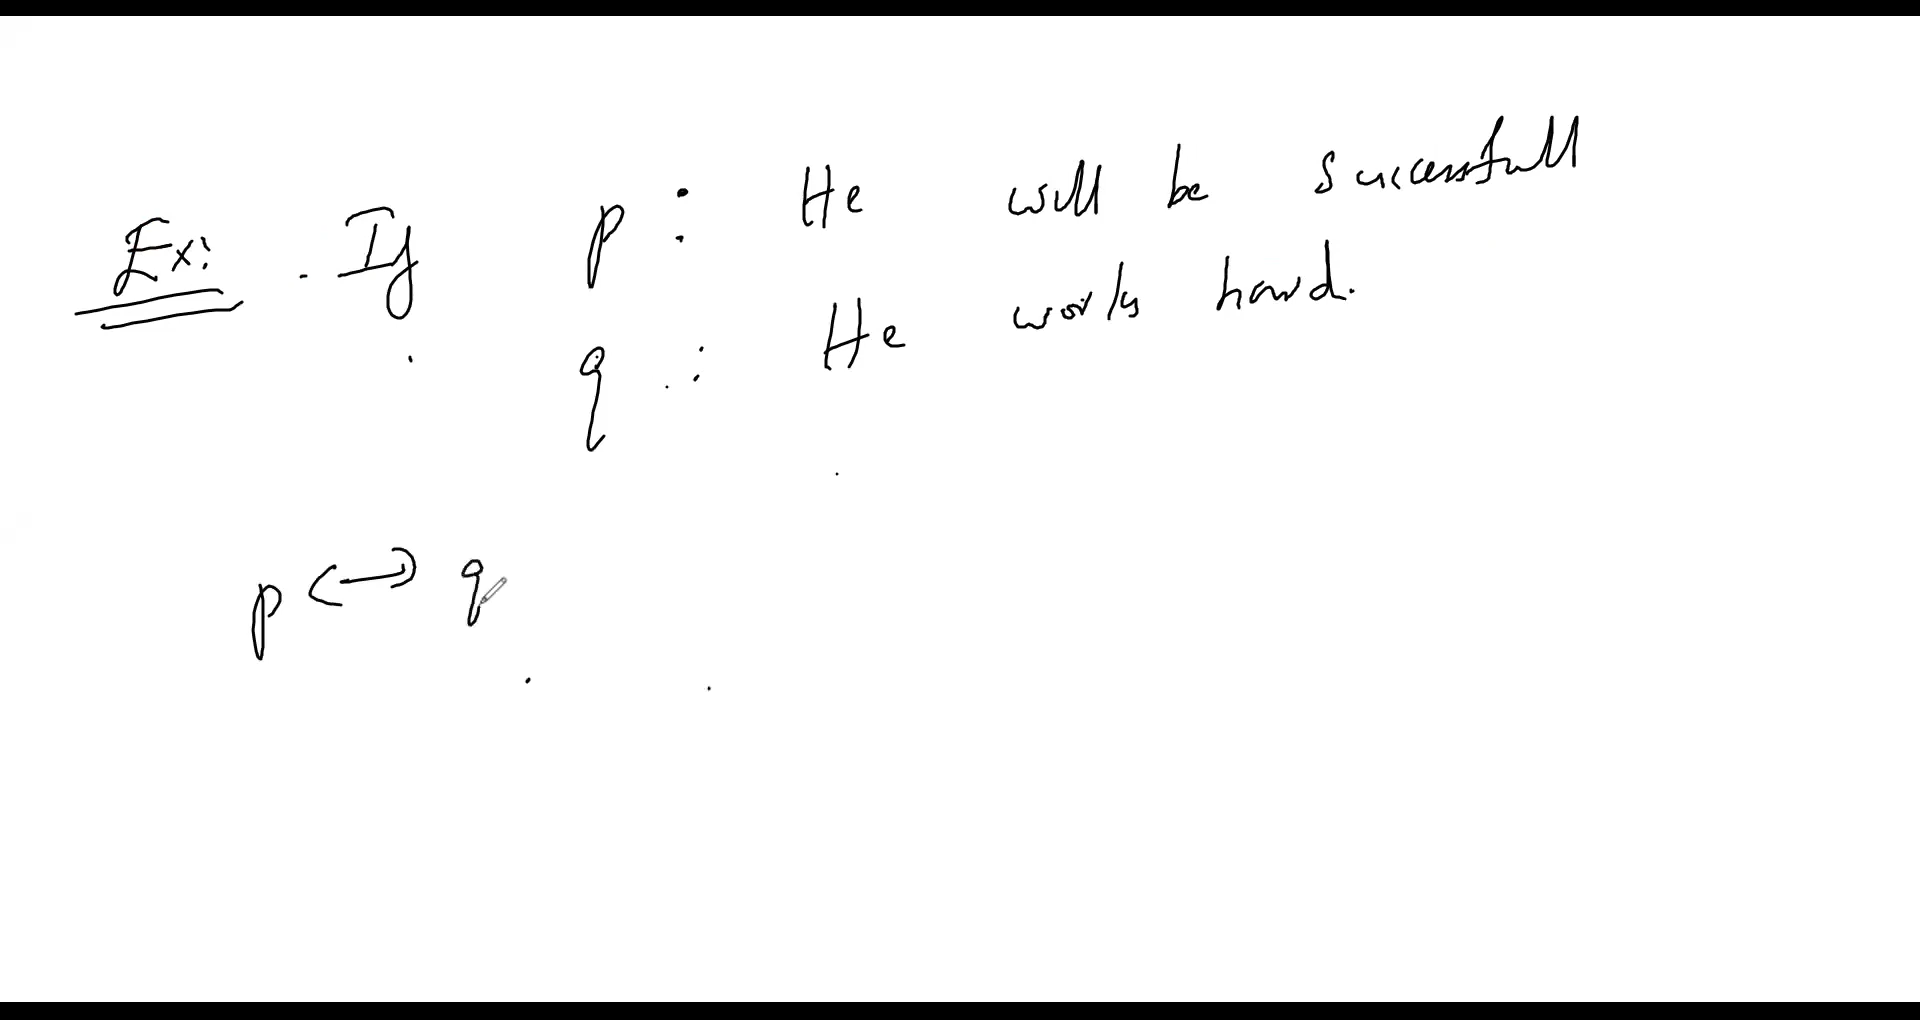 Ex: If p : He will be successfull
q : He works hard.
p ↔ q